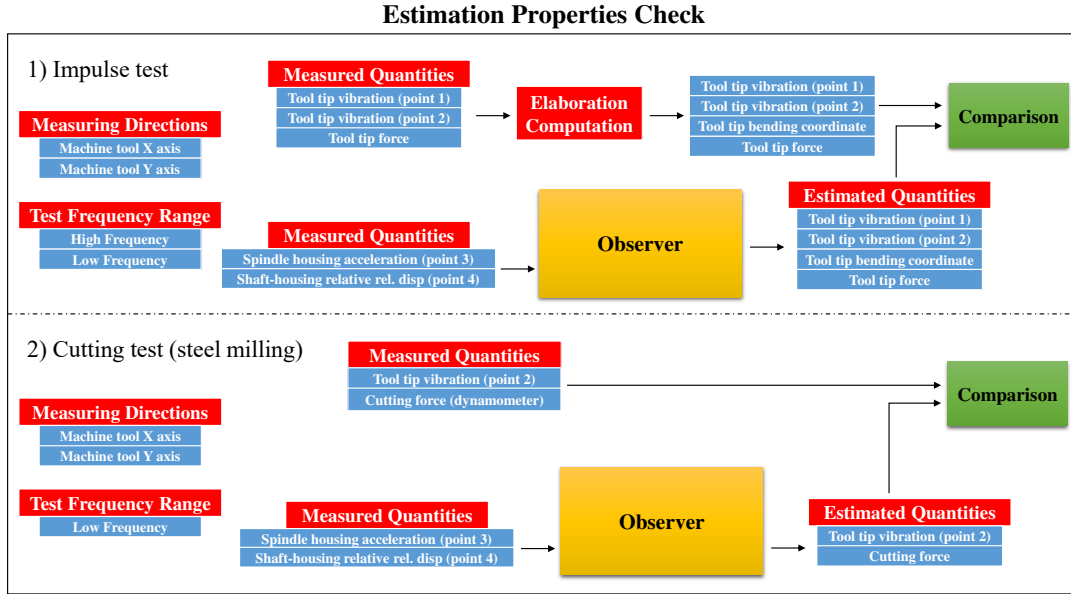 Estimation Properties Check
1) Impulse test
Measuring Directions
Machine tool X axis
Machine tool Y axis
Test Frequency Range
High Frequency
Low Frequency
Measured Quantities
Tool tip vibration (point 1)
Tool tip vibration (point 2)
Tool tip force
Elaboration
Computation
Tool tip vibration (point 1)
Tool tip vibration (point 2)
Tool tip bending coordinate
Tool tip force
Comparison
Measured Quantities
Spindle housing acceleration (point 3)
Shaft-housing relative rel. disp (point 4)
Observer
Estimated Quantities
Tool tip vibration (point 1)
Tool tip vibration (point 2)
Tool tip bending coordinate
Tool tip force
2) Cutting test (steel milling)
Measuring Directions
Machine tool X axis
Machine tool Y axis
Test Frequency Range
Low Frequency
Measured Quantities
Tool tip vibration (point 2)
Cutting force (dynamometer)
Comparison
Measured Quantities
Spindle housing acceleration (point 3)
Shaft-housing relative rel. disp (point 4)
Observer
Estimated Quantities
Tool tip vibration (point 2)
Cutting force